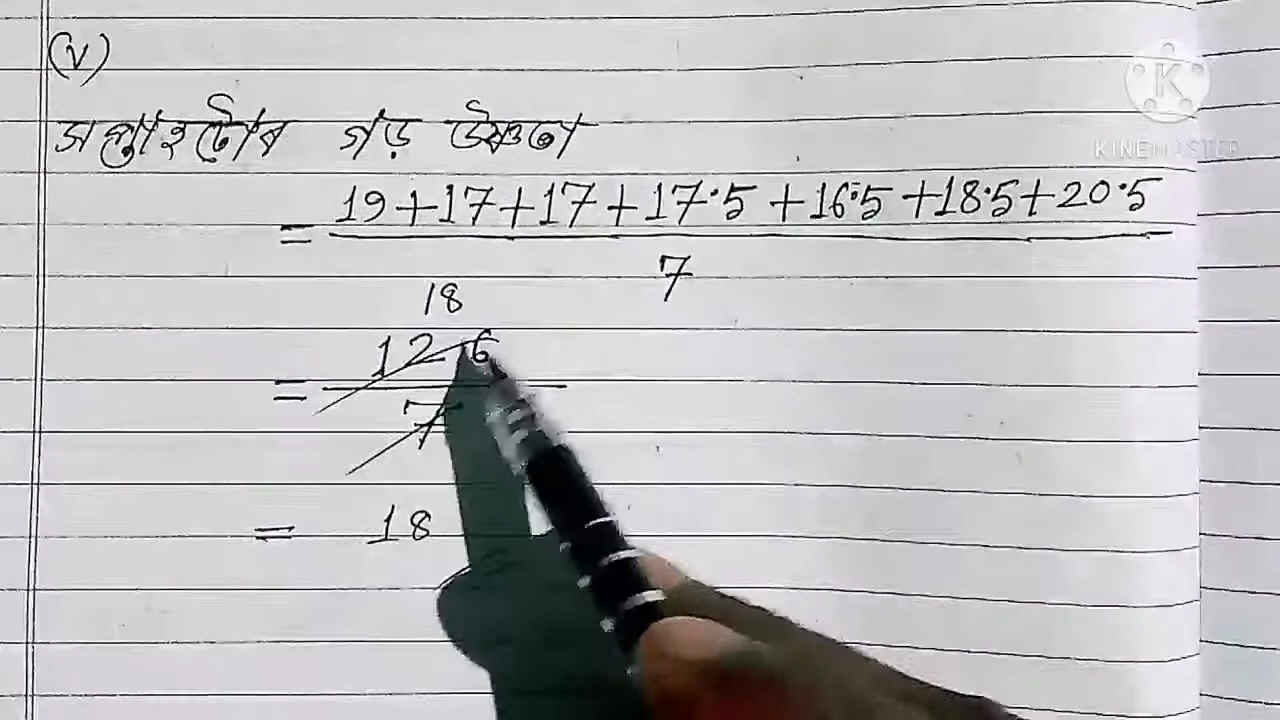 (v)
সপ্তাহটোৰ গড় উষ্ণতা
= 19+17+17+17·5+16·5+18·5+20·5
7
18
= 126
7
= 18
K
KINEMASTER